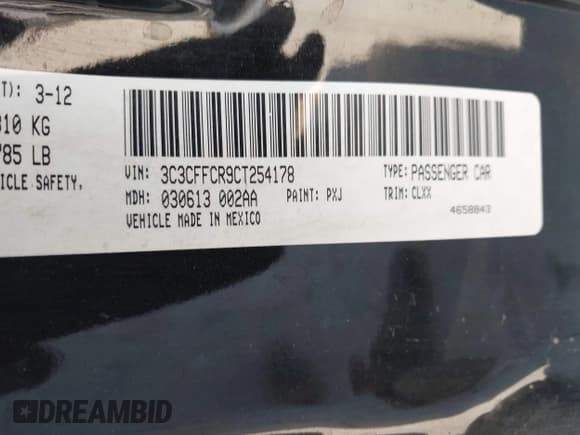 T): 3-12
810 KG
785 LB
ICLE SAFETY,
VIN: 3C3CFFCR9CT254178
TYPE: PASSENGER CAR
MDH: 030613 002AA
PAINT: PXJ
TRIM: CLXX
VEHICLE MADE IN MEXICO
4658843
DREAMBID